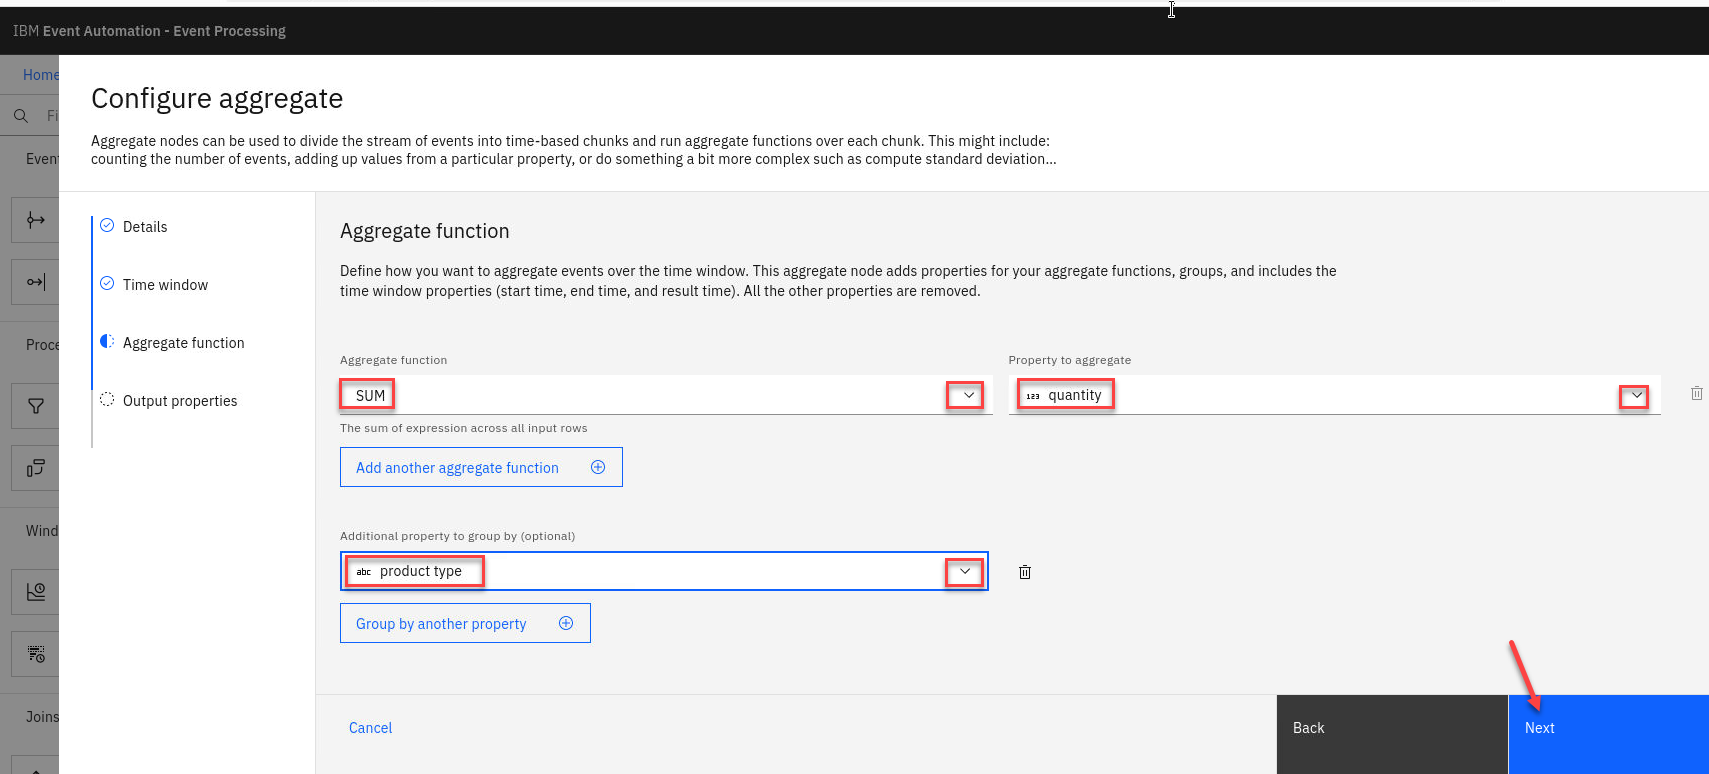 IBM Event Automation - Event Processing
Home
Fi
Configure aggregate
Aggregate nodes can be used to divide the stream of events into time-based chunks and run aggregate functions over each chunk. This might include:
counting the number of events, adding up values from a particular property, or do something a bit more complex such as compute standard deviation...
Event
Proce
Wind
Joins
Details
Time window
Aggregate function
Output properties
Aggregate function
Define how you want to aggregate events over the time window. This aggregate node adds properties for your aggregate functions, groups, and includes the
time window properties (start time, end time, and result time). All the other properties are removed.
Aggregate function
Property to aggregate
SUM
123 quantity
The sum of expression across all input rows
Add another aggregate function
Additional property to group by (optional)
abc product type
Group by another property
Cancel
Back
Next